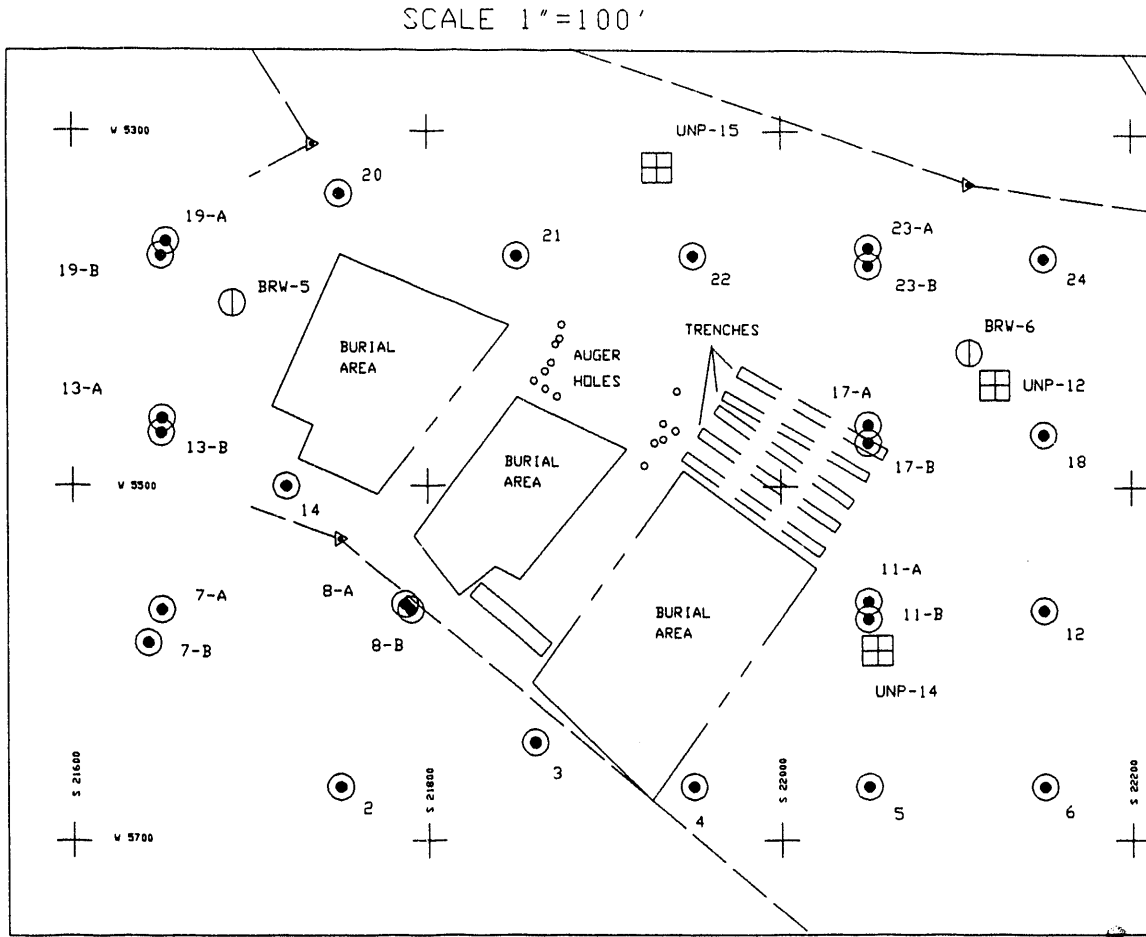 SCALE 1"=100'
W 5300
UNP-15
20
19-A
21
23-A
19-B
22
23-B
24
BRW-5
BRW-6
TRENCHES
BURIAL
AREA
AUGER
HOLES
UNP-12
13-A
17-A
13-B
17-B
18
BURIAL
AREA
W 5500
14
11-A
7-A
8-A
BURIAL
AREA
11-B
12
7-B
8-B
UNP-14
S 21600
S 21800
S 22000
S 22200
3
2
4
5
6
W 5700